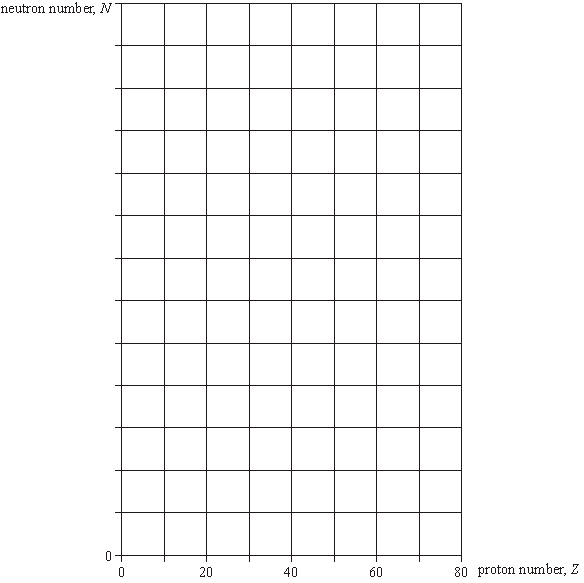 neutron number, N
0
0 20 40 60 80
proton number, Z